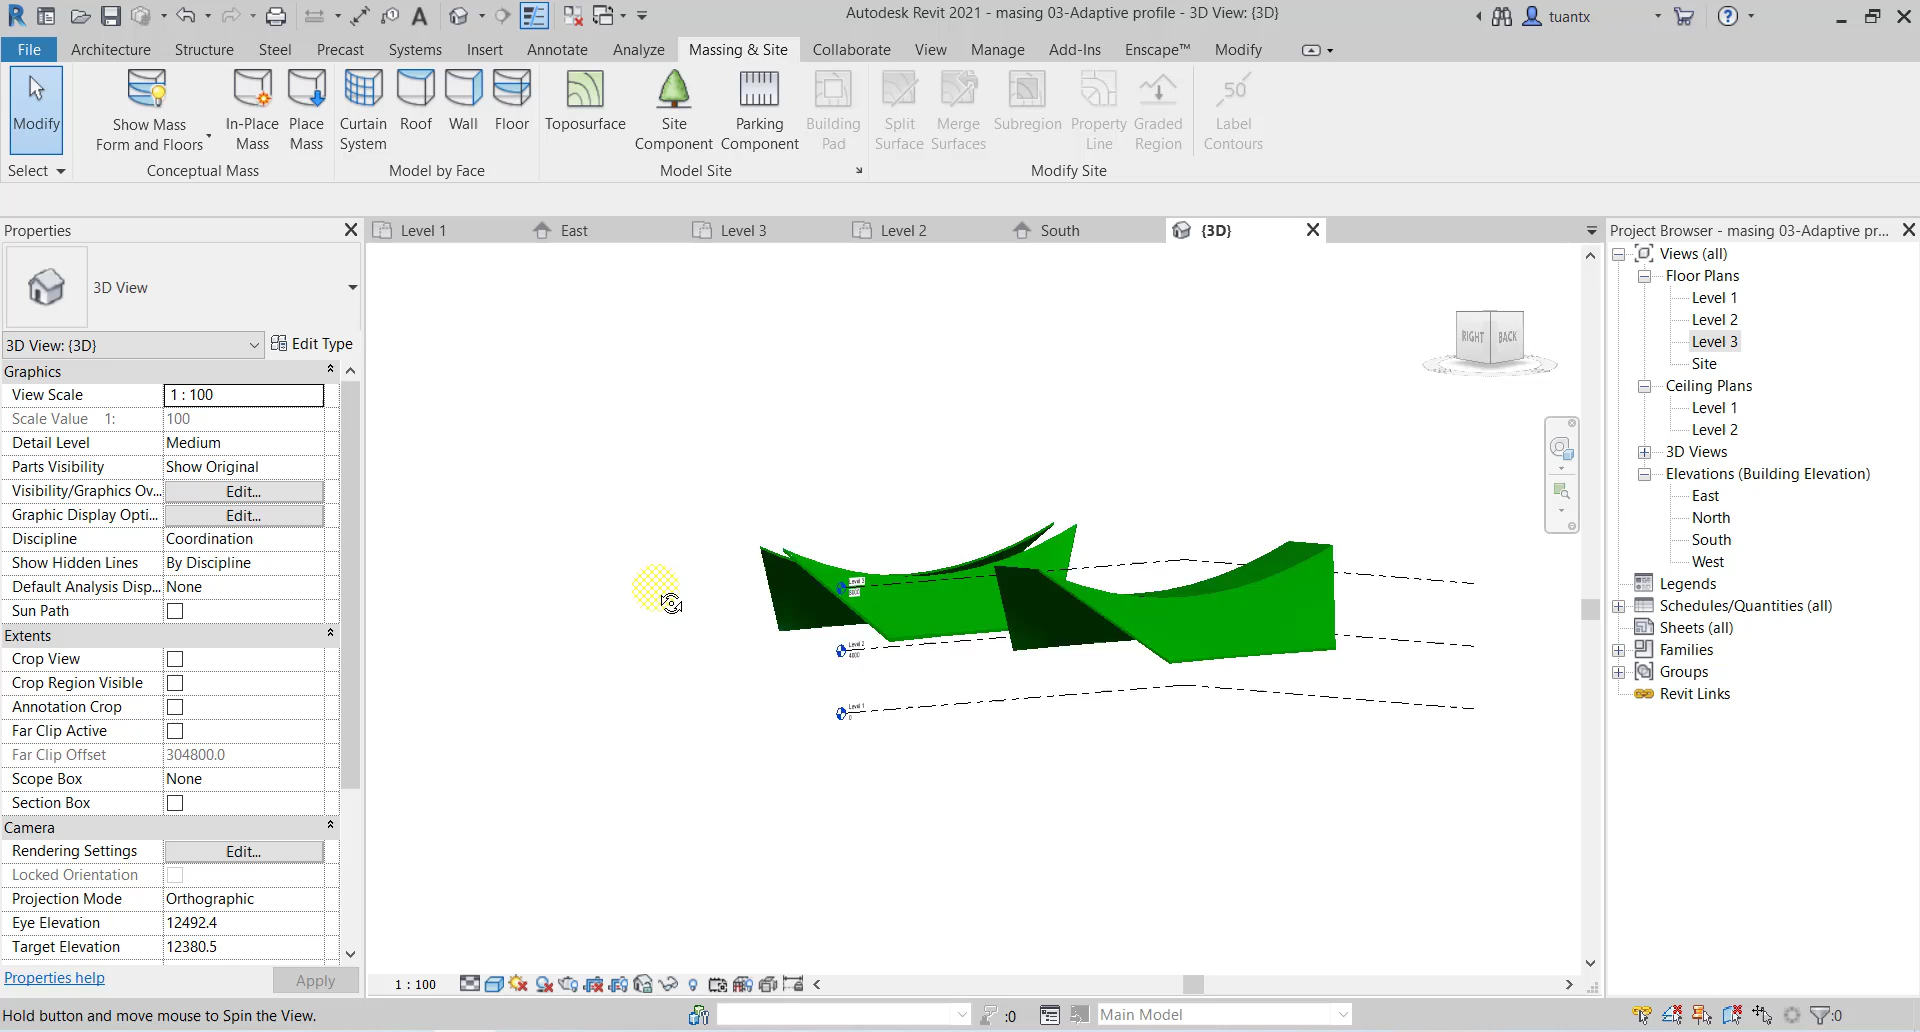 Autodesk Revit 2021 - masing 03-Adaptive profile - 3D View: {3D}
tuantx
File Architecture Structure Steel Precast Systems Insert Annotate Analyze Massing & Site Collaborate View Manage Add-Ins Enscape™ Modify
Modify
Show Mass
Form and Floors
In-Place
Mass
Place
Mass
Curtain
System
Roof
Wall
Floor
Toposurface
Site
Component
Parking
Component
Building
Pad
Split
Surface
Merge
Surfaces
Subregion
Property
Line
Graded
Region
50
Label
Contours
Select
Conceptual Mass
Model by Face
Model Site
Modify Site
Properties
3D View
3D View: {3D}
Edit Type
Graphics
View Scale 1 : 100
Scale Value 1: 100
Detail Level Medium
Parts Visibility Show Original
Visibility/Graphics Ov... Edit...
Graphic Display Opti... Edit...
Discipline Coordination
Show Hidden Lines By Discipline
Default Analysis Disp... None
Sun Path
Extents
Crop View
Crop Region Visible
Annotation Crop
Far Clip Active
Far Clip Offset 304800.0
Scope Box None
Section Box
Camera
Rendering Settings Edit...
Locked Orientation
Projection Mode Orthographic
Eye Elevation 12492.4
Target Elevation 12380.5
Properties help
Apply
Level 1
East
Level 3
Level 2
South
{3D}
RIGHT
BACK
Level 3
8000
Level 2
4000
Level 1
0
1 : 100
Project Browser - masing 03-Adaptive pr...
Views (all)
Floor Plans
Level 1
Level 2
Level 3
Site
Ceiling Plans
Level 1
Level 2
3D Views
Elevations (Building Elevation)
East
North
South
West
Legends
Schedules/Quantities (all)
Sheets (all)
Families
Groups
Revit Links
Hold button and move mouse to Spin the View.
:0
Main Model
:0